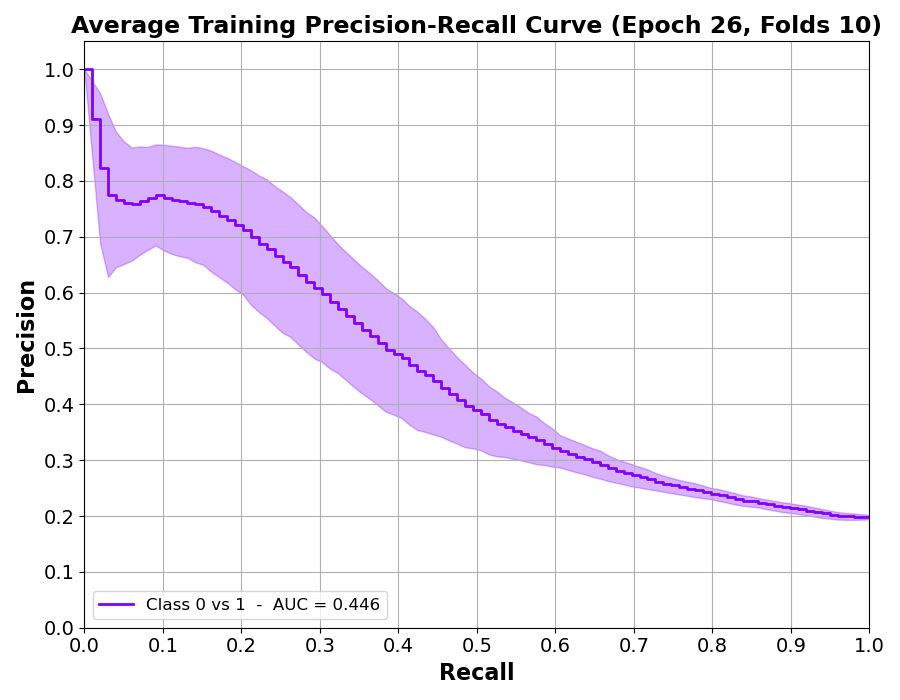 Average Training Precision-Recall Curve (Epoch 26, Folds 10)
Precision
1.0
0.9
0.8
0.7
0.6
0.5
0.4
0.3
0.2
0.1
0.0
Class 0 vs 1  -  AUC = 0.446
0.0 0.1 0.2 0.3 0.4 0.5 0.6 0.7 0.8 0.9 1.0
Recall